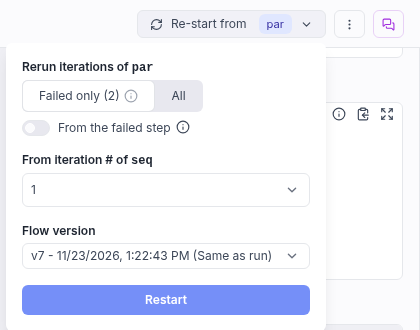 Re-start from par
Rerun iterations of par
Failed only (2) All
From the failed step
From iteration # of seq
1
Flow version
v7 - 11/23/2026, 1:22:43 PM (Same as run)
Restart